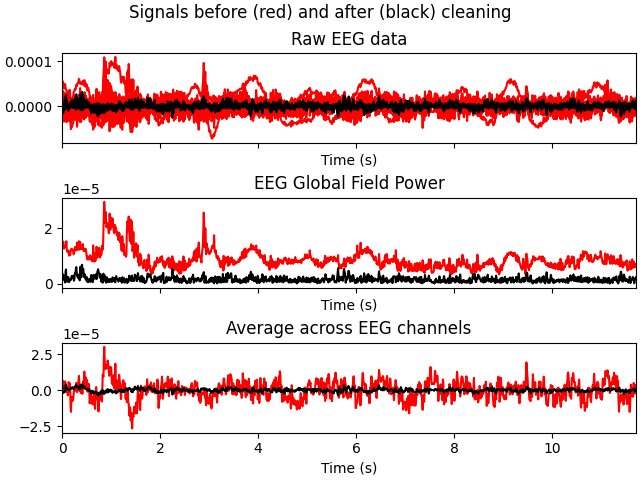 Signals before (red) and after (black) cleaning
Raw EEG data
0.0001
0.0000
Time (s)
EEG Global Field Power
1e−5
2
0
Time (s)
Average across EEG channels
1e−5
2.5
0.0
−2.5
0 2 4 6 8 10
Time (s)